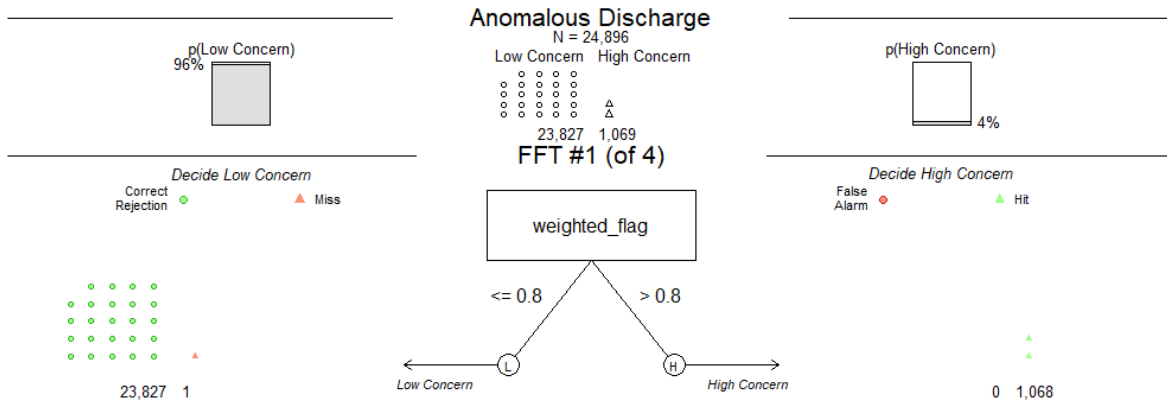 Anomalous Discharge
N = 24,896
p(Low Concern)
96%
Low Concern High Concern
23,827 1,069
p(High Concern)
4%
FFT #1 (of 4)
Decide Low Concern
Correct
Rejection
Miss
Decide High Concern
False
Alarm
Hit
weighted_flag
<= 0.8 > 0.8
L H
Low Concern High Concern
23,827 1
0 1,068